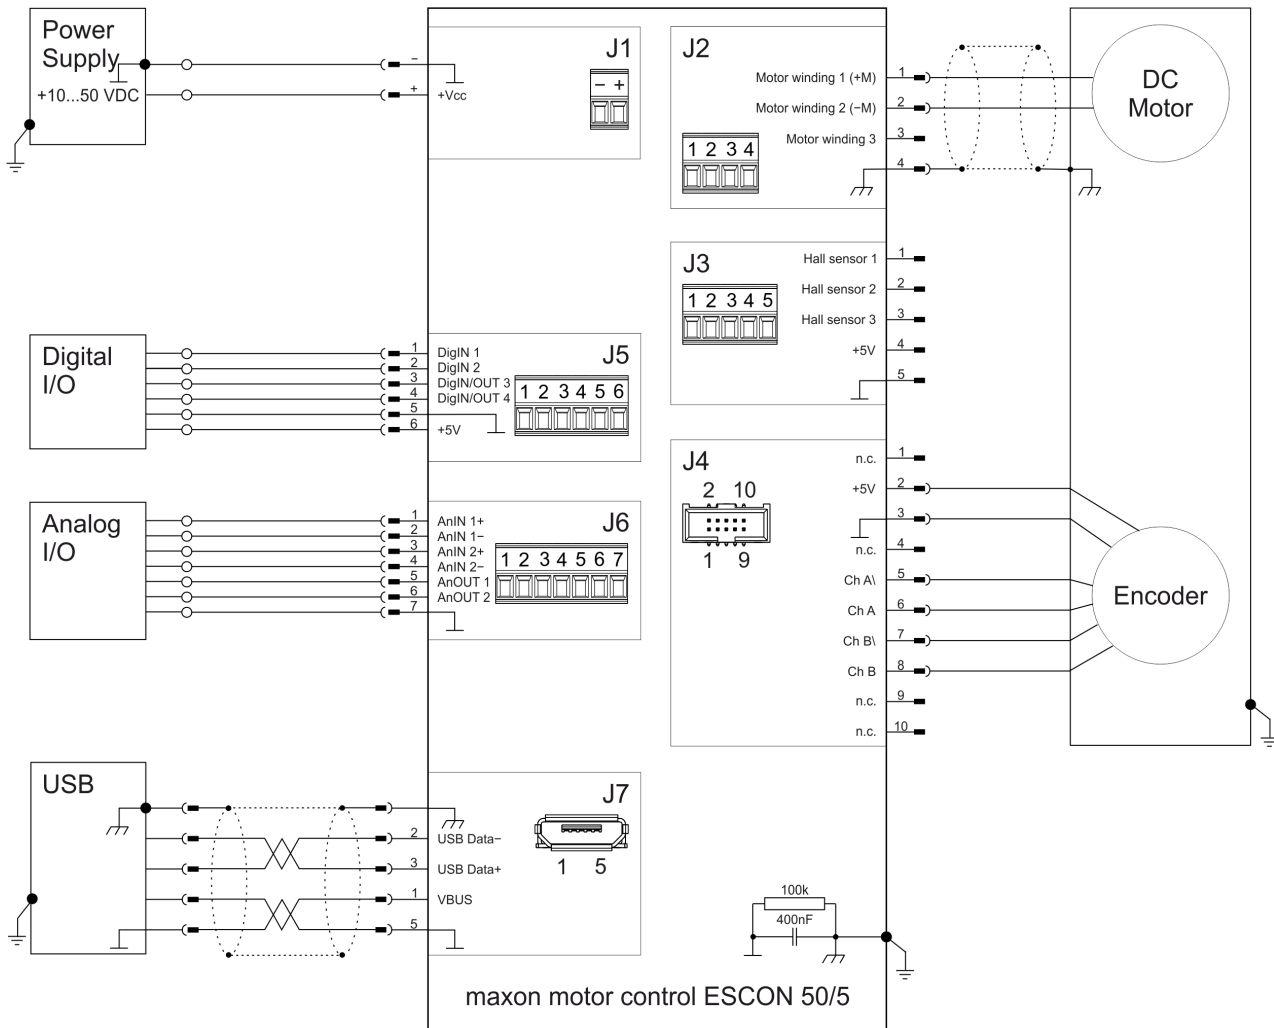 Power
Supply
+10...50 VDC
−
+
+Vcc
J1
− +
J2
1 2 3 4
Motor winding 1 (+M)
1
Motor winding 2 (−M)
2
Motor winding 3
3
4
DC
Motor
J3
1 2 3 4 5
Hall sensor 1
1
Hall sensor 2
2
Hall sensor 3
3
+5V
4
5
Digital
I/O
1
DigIN 1
2
DigIN 2
3
DigIN/OUT 3
4
DigIN/OUT 4
5
6
+5V
J5
1 2 3 4 5 6
J4
2 10
1 9
n.c.
1
+5V
2
3
n.c.
4
Ch A\
5
Ch A
6
Ch B\
7
Ch B
8
n.c.
9
n.c.
10
Encoder
Analog
I/O
1
AnIN 1+
2
AnIN 1−
3
AnIN 2+
4
AnIN 2−
5
AnOUT 1
6
AnOUT 2
7
J6
1 2 3 4 5 6 7
USB
2
USB Data−
3
USB Data+
1
VBUS
5
J7
1 5
100k
400nF
maxon motor control ESCON 50/5